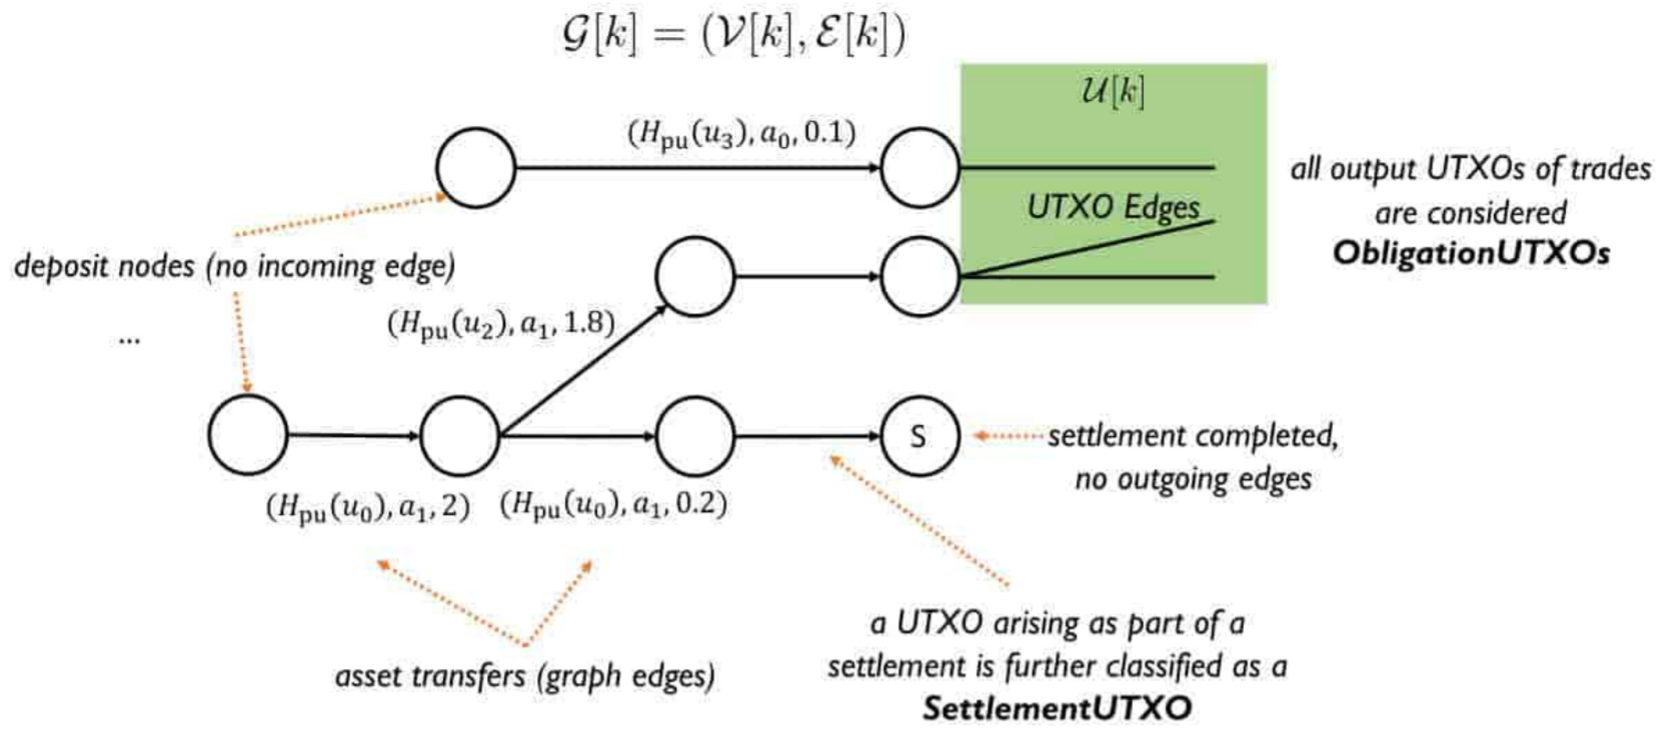 𝒢[k] = (𝒱[k], ℰ[k])
𝒰[k]
(H_pu(u_3), a_0, 0.1)
all output UTXOs of trades
are considered
ObligationUTXOs
UTXO Edges
deposit nodes (no incoming edge)
...
(H_pu(u_2), a_1, 1.8)
S
settlement completed,
no outgoing edges
(H_pu(u_0), a_1, 2)
(H_pu(u_0), a_1, 0.2)
asset transfers (graph edges)
a UTXO arising as part of a
settlement is further classified as a
SettlementUTXO